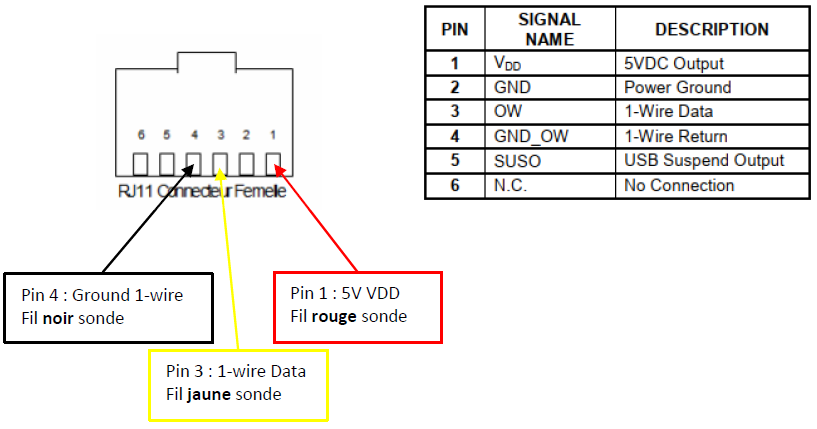 6 5 4 3 2 1
RJ11 Connecteur Femelle
Pin 4 : Ground 1-wire
Fil noir sonde
Pin 1 : 5V VDD
Fil rouge sonde
Pin 3 : 1-wire Data
Fil jaune sonde
PIN SIGNAL NAME DESCRIPTION
1 VDD 5VDC Output
2 GND Power Ground
3 OW 1-Wire Data
4 GND_OW 1-Wire Return
5 SUSO USB Suspend Output
6 N.C. No Connection